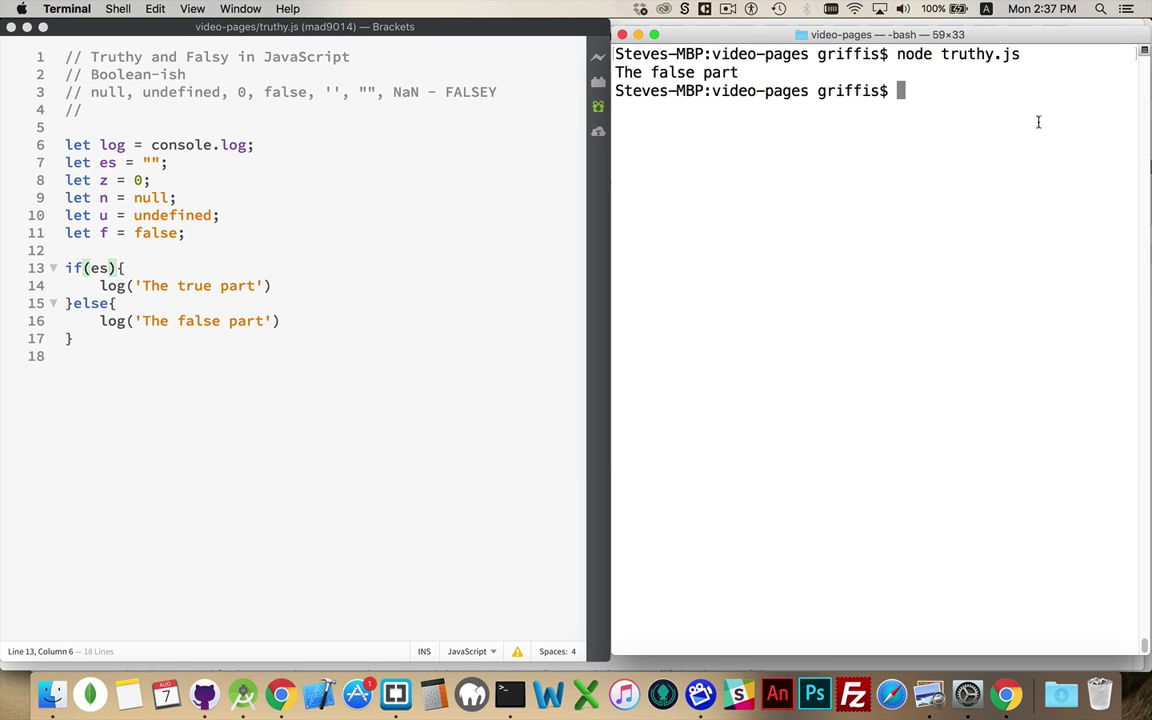 Terminal Shell Edit View Window Help 100% Mon 2:37 PM
video-pages/truthy.js (mad9014) — Brackets
1 // Truthy and Falsy in JavaScript
2 // Boolean-ish
3 // null, undefined, 0, false, '', "", NaN - FALSEY
4 //
5
6 let log = console.log;
7 let es = "";
8 let z = 0;
9 let n = null;
10 let u = undefined;
11 let f = false;
12
13 if(es){
14 log('The true part')
15 }else{
16 log('The false part')
17 }
18
Line 13, Column 6 — 18 Lines INS JavaScript Spaces: 4
video-pages — -bash — 59×33
Steves-MBP:video-pages griffis$ node truthy.js
The false part
Steves-MBP:video-pages griffis$
AUG
7
1
W
X
S
An
Ps
Fz